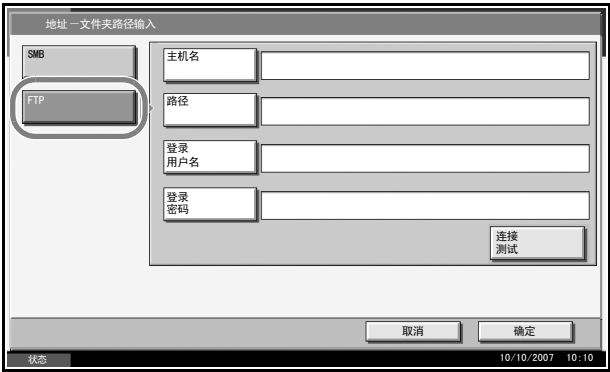 地址－文件夹路径输入
SMB
FTP
主机名
路径
登录
用户名
登录
密码
连接
测试
取消
确定
状态
10/10/2007 10:10